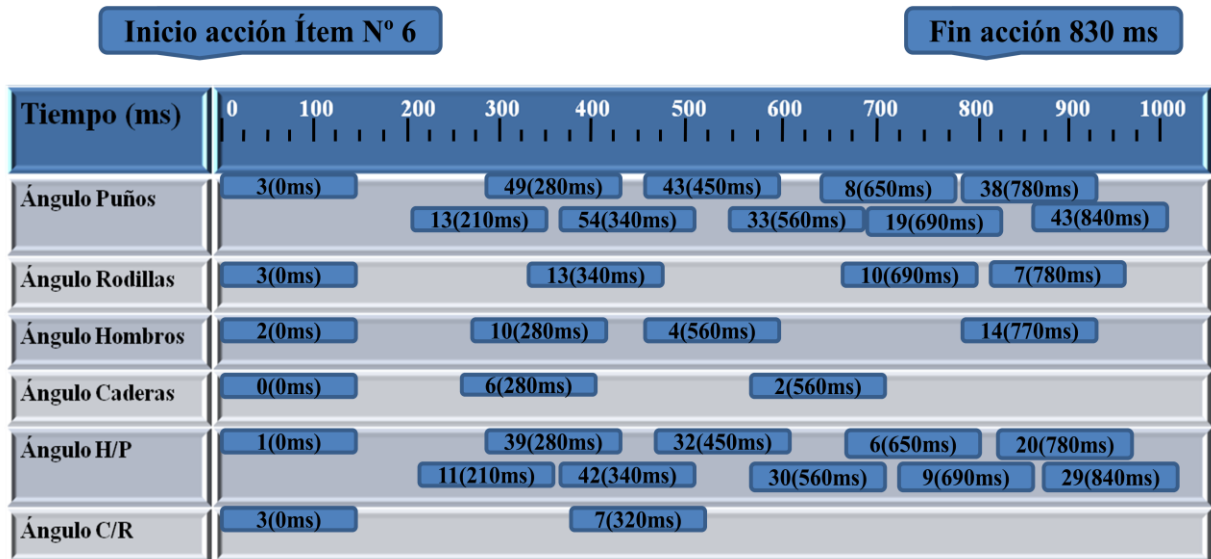 Inicio acción Ítem Nº 6
Fin acción 830 ms
Tiempo (ms)
0 100 200 300 400 500 600 700 800 900 1000
Ángulo Puños
3(0ms) 49(280ms) 43(450ms) 8(650ms) 38(780ms)
13(210ms) 54(340ms) 33(560ms) 19(690ms) 43(840ms)
Ángulo Rodillas
3(0ms) 13(340ms) 10(690ms) 7(780ms)
Ángulo Hombros
2(0ms) 10(280ms) 4(560ms) 14(770ms)
Ángulo Caderas
0(0ms) 6(280ms) 2(560ms)
Ángulo H/P
1(0ms) 39(280ms) 32(450ms) 6(650ms) 20(780ms)
11(210ms) 42(340ms) 30(560ms) 9(690ms) 29(840ms)
Ángulo C/R
3(0ms) 7(320ms)